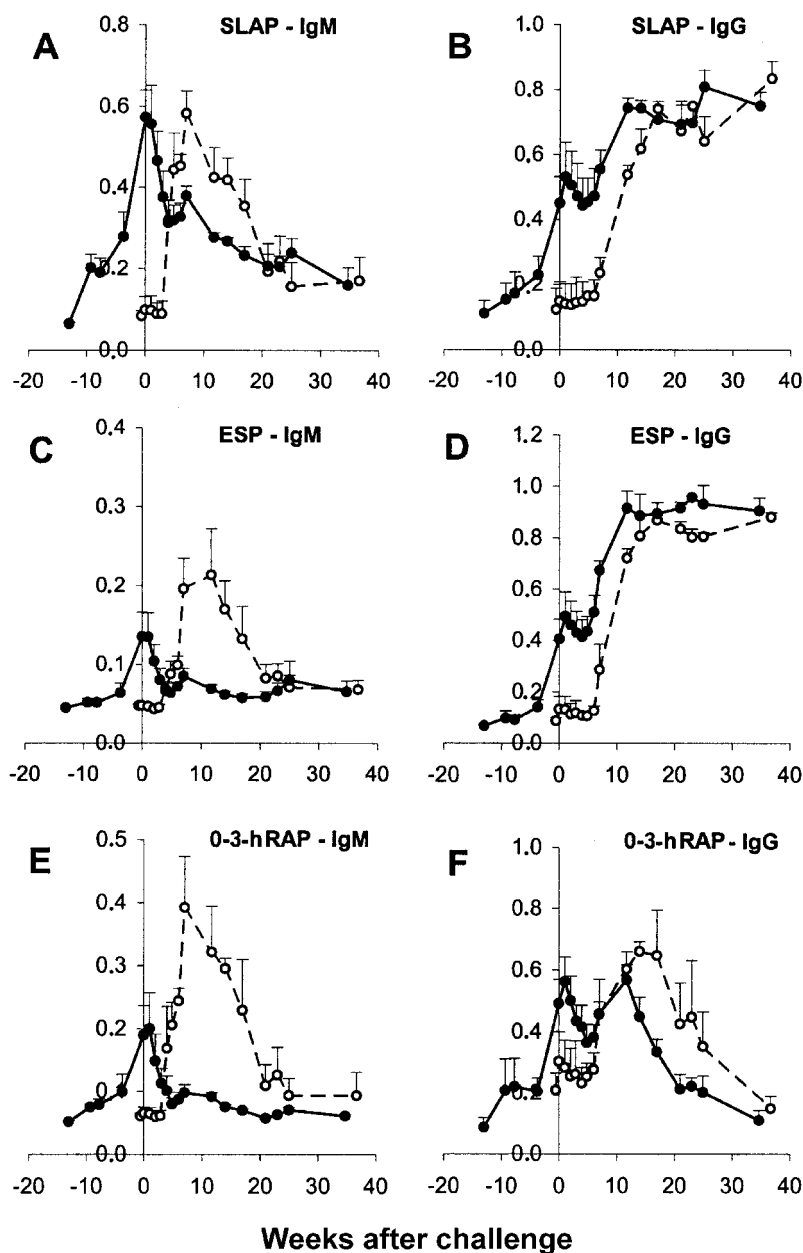 A
SLAP - IgM
0.8
0.6
0.4
0.2
0.0
-20 -10 0 10 20 30 40
B
SLAP - IgG
1.0
0.8
0.6
0.4
0.2
0.0
-20 -10 0 10 20 30 40
C
ESP - IgM
0.4
0.3
0.2
0.1
0.0
-20 -10 0 10 20 30 40
D
ESP - IgG
1.2
1.0
0.8
0.6
0.4
0.2
0.0
-20 -10 0 10 20 30 40
E
0-3-hRAP - IgM
0.5
0.4
0.3
0.2
0.1
0.0
-20 -10 0 10 20 30 40
F
0-3-hRAP - IgG
1.0
0.8
0.6
0.4
0.2
0.0
-20 -10 0 10 20 30 40
Weeks after challenge